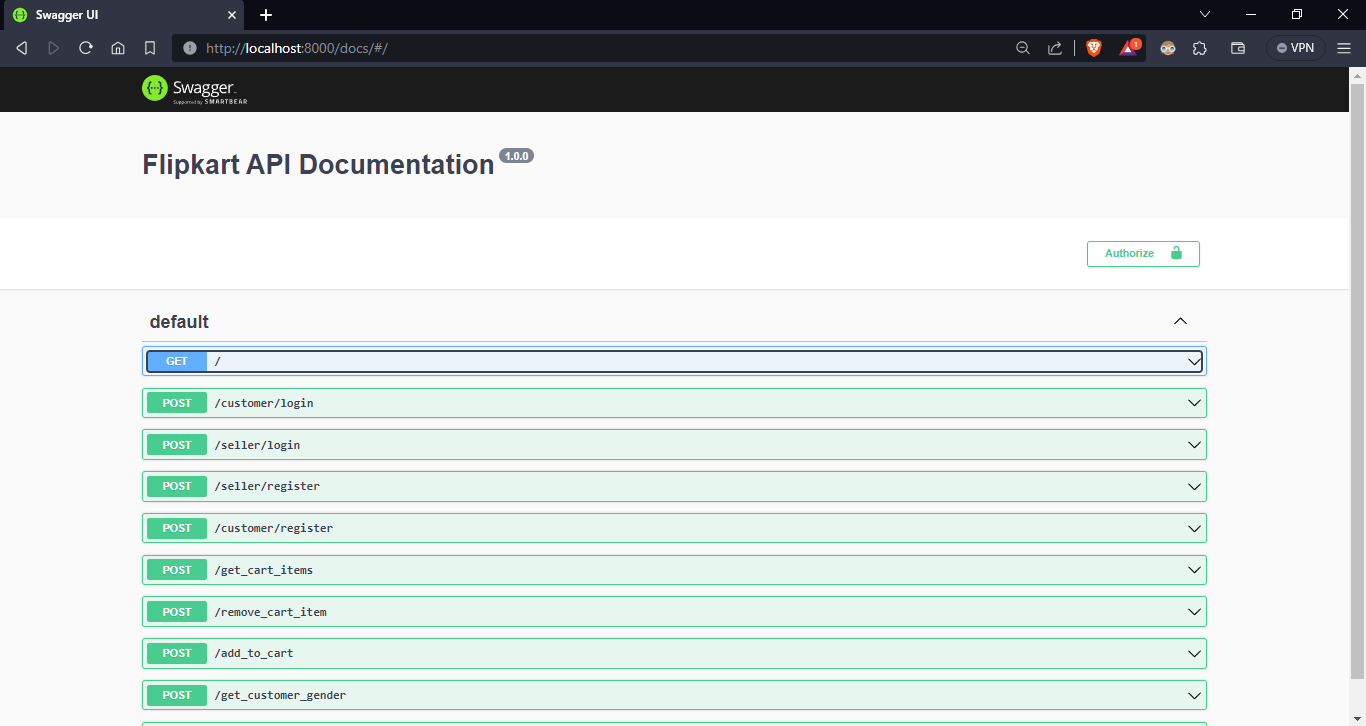 Swagger UI
http://localhost:8000/docs/#/
1
VPN
Swagger
Supported by SMARTBEAR
Flipkart API Documentation 1.0.0
Authorize
default
GET /
POST /customer/login
POST /seller/login
POST /seller/register
POST /customer/register
POST /get_cart_items
POST /remove_cart_item
POST /add_to_cart
POST /get_customer_gender